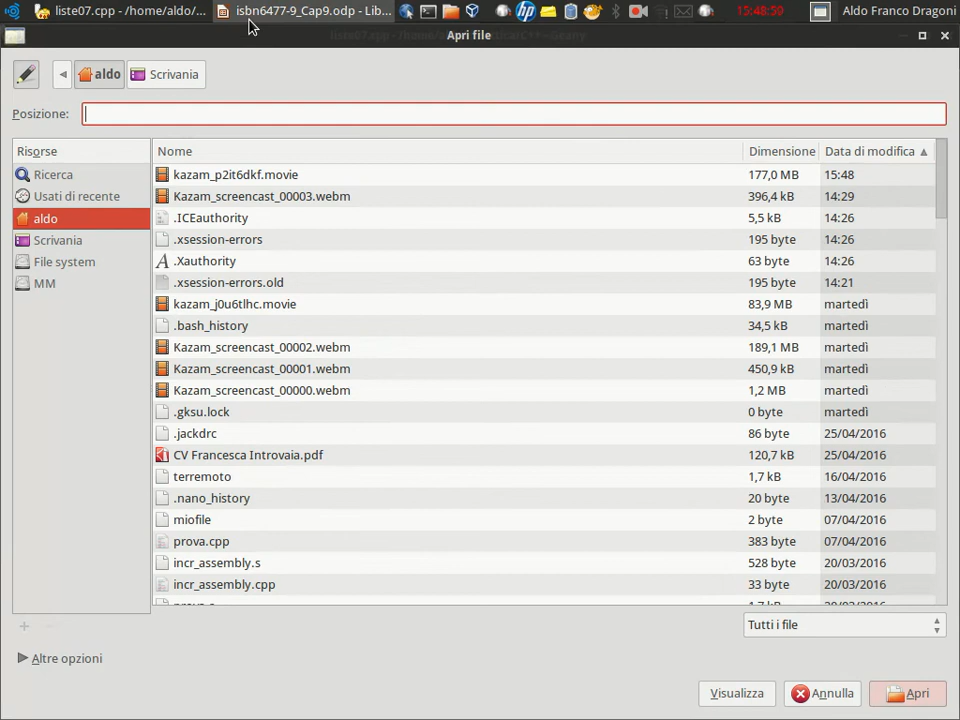 liste07.cpp - /home/aldo/...
isbn6477-9_Cap9.odp - Lib...
15:48:50
Aldo Franco Dragoni
Apri file
aldo
Scrivania
Posizione:
Risorse
Nome
Dimensione
Data di modifica
Ricerca
Usati di recente
aldo
Scrivania
File system
MM
kazam_p2it6dkf.movie 177,0 MB 15:48
Kazam_screencast_00003.webm 396,4 kB 14:29
.ICEauthority 5,5 kB 14:26
.xsession-errors 195 byte 14:26
.Xauthority 63 byte 14:26
.xsession-errors.old 195 byte 14:21
kazam_j0u6tlhc.movie 83,9 MB martedì
.bash_history 34,5 kB martedì
Kazam_screencast_00002.webm 189,1 MB martedì
Kazam_screencast_00001.webm 450,9 kB martedì
Kazam_screencast_00000.webm 1,2 MB martedì
.gksu.lock 0 byte martedì
.jackdrc 86 byte 25/04/2016
CV Francesca Introvaia.pdf 120,7 kB 25/04/2016
terremoto 1,7 kB 16/04/2016
.nano_history 20 byte 13/04/2016
miofile 2 byte 07/04/2016
prova.cpp 383 byte 07/04/2016
incr_assembly.s 528 byte 20/03/2016
incr_assembly.cpp 33 byte 20/03/2016
Tutti i file
Altre opzioni
Visualizza
Annulla
Apri